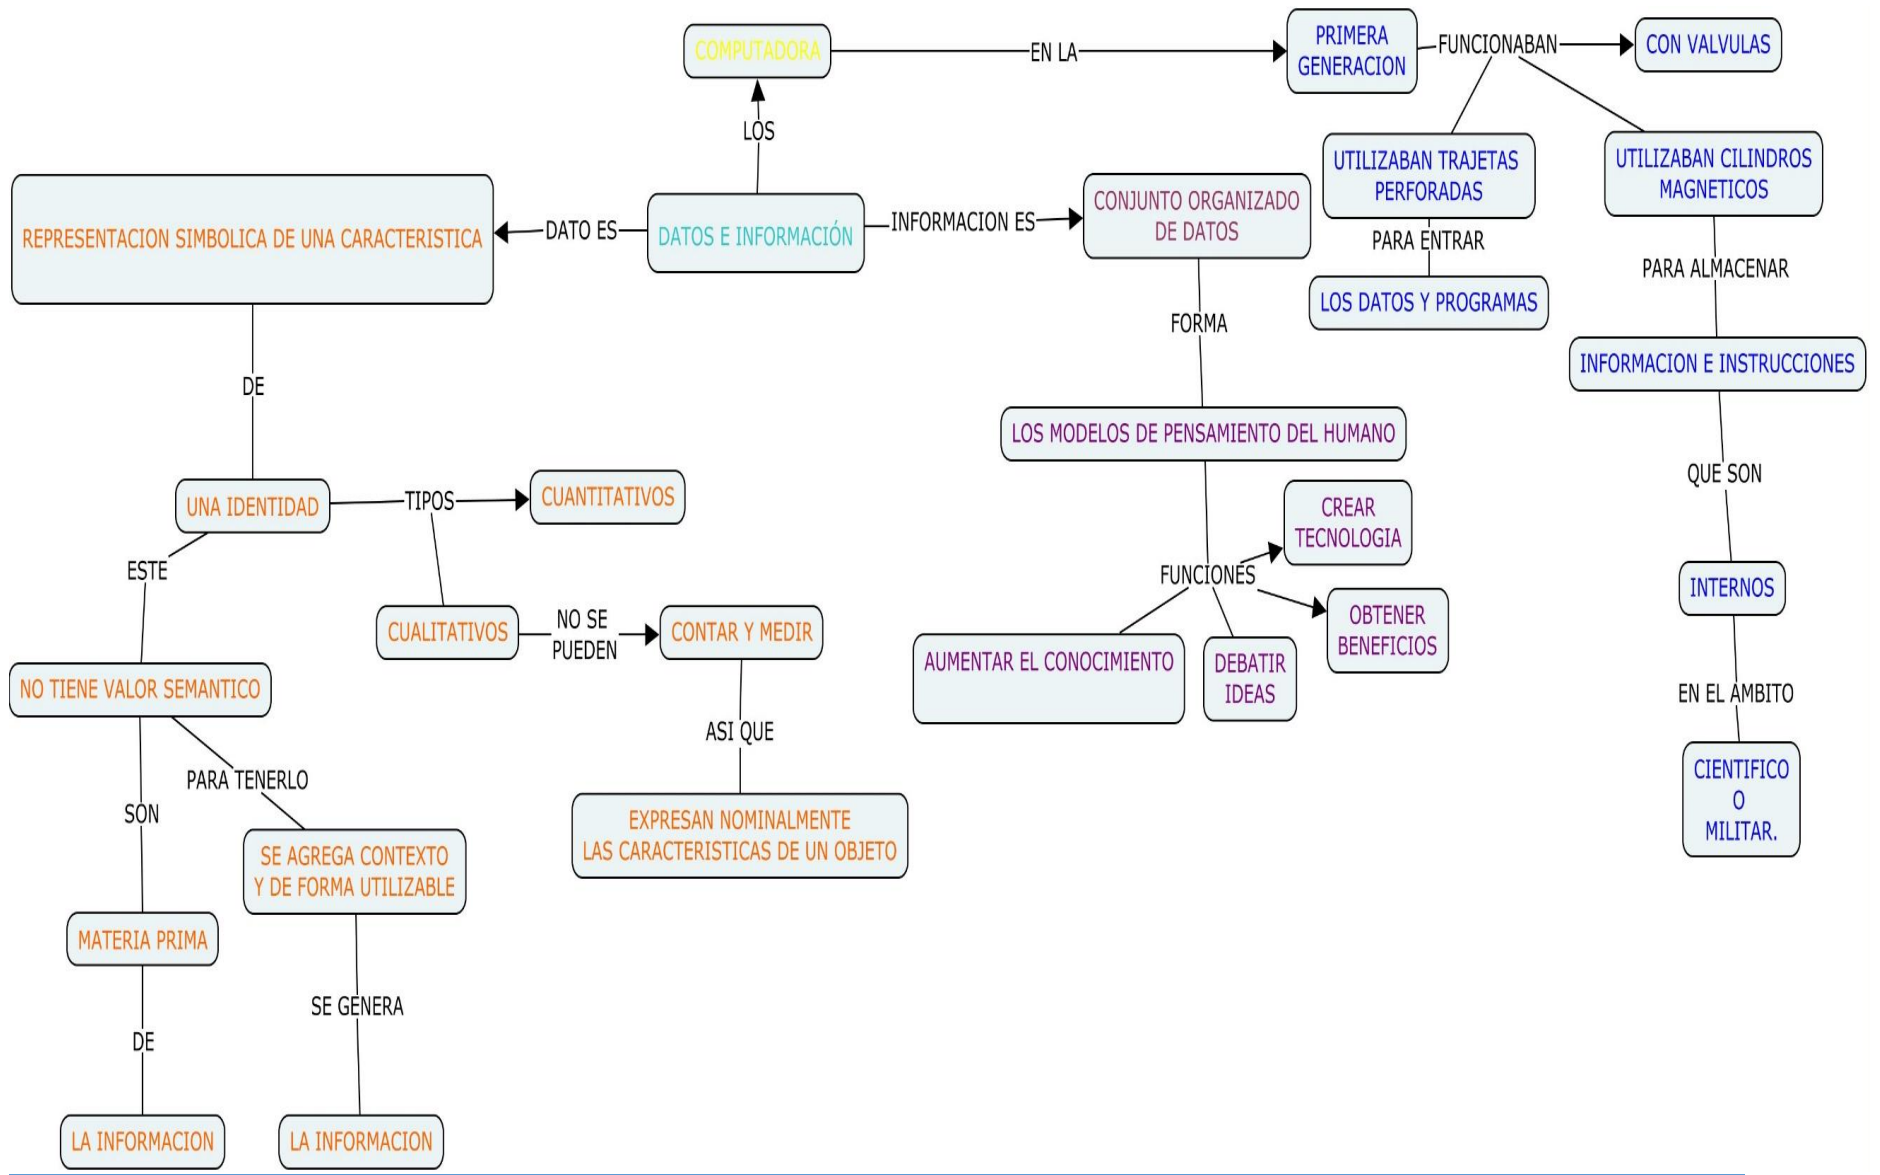 COMPUTADORA
EN LA
PRIMERA
GENERACION
FUNCIONABAN
CON VALVULAS
LOS
UTILIZABAN TRAJETAS
PERFORADAS
UTILIZABAN CILINDROS
MAGNETICOS
REPRESENTACION SIMBOLICA DE UNA CARACTERISTICA
DATO ES
DATOS E INFORMACIÓN
INFORMACION ES
CONJUNTO ORGANIZADO
DE DATOS
PARA ENTRAR
PARA ALMACENAR
LOS DATOS Y PROGRAMAS
FORMA
INFORMACION E INSTRUCCIONES
DE
LOS MODELOS DE PENSAMIENTO DEL HUMANO
QUE SON
UNA IDENTIDAD
TIPOS
CUANTITATIVOS
CREAR
TECNOLOGIA
ESTE
FUNCIONES
INTERNOS
CUALITATIVOS
NO SE
PUEDEN
CONTAR Y MEDIR
OBTENER
BENEFICIOS
AUMENTAR EL CONOCIMIENTO
DEBATIR
IDEAS
NO TIENE VALOR SEMANTICO
EN EL AMBITO
ASI QUE
PARA TENERLO
CIENTIFICO
O
MILITAR.
SON
EXPRESAN NOMINALMENTE
LAS CARACTERISTICAS DE UN OBJETO
SE AGREGA CONTEXTO
Y DE FORMA UTILIZABLE
MATERIA PRIMA
SE GENERA
DE
LA INFORMACION
LA INFORMACION